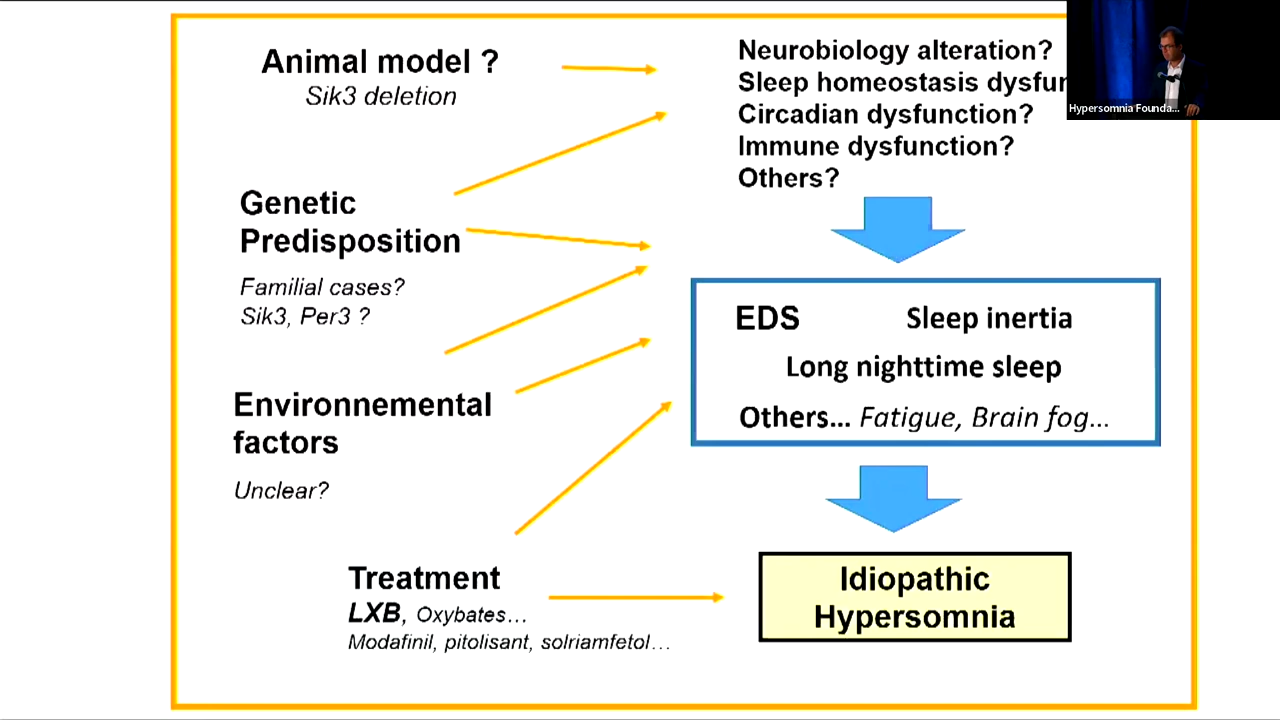 Animal model ?
Sik3 deletion
Genetic
Predisposition
Familial cases?
Sik3, Per3 ?
Environnemental
factors
Unclear?
Treatment
LXB, Oxybates...
Modafinil, pitolisant, solriamfetol...
Neurobiology alteration?
Sleep homeostasis
Circadian dysfunction?
Immune dysfunction?
Others?
EDS Sleep inertia
Long nighttime sleep
Others... Fatigue, Brain fog...
Idiopathic
Hypersomnia
Hypersomnia Founda...